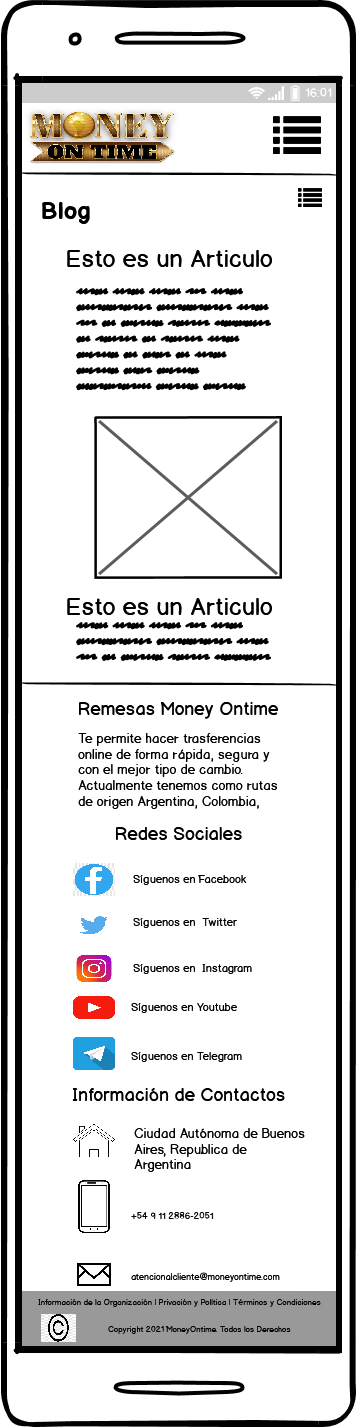 16:01
MONEY
ON TIME
Blog
Esto es un Articulo
Esto es un Articulo
Remesas Money Ontime
Te permite hacer trasferencias
online de forma rápida, segura y
con el mejor tipo de cambio.
Actualmente tenemos como rutas
de origen Argentina, Colombia,
Redes Sociales
Síguenos en Facebook
Síguenos en Twitter
Síguenos en Instagram
Síguenos en Youtube
Síguenos en Telegram
Información de Contactos
Ciudad Autónoma de Buenos
Aires, Republica de
Argentina
+54 9 11 2886-2051
atencionalcliente@moneyontime.com
Información de la Organización | Privación y Política | Términos y Condiciones
© Copyright 2021 MoneyOntime. Todos los Derechos